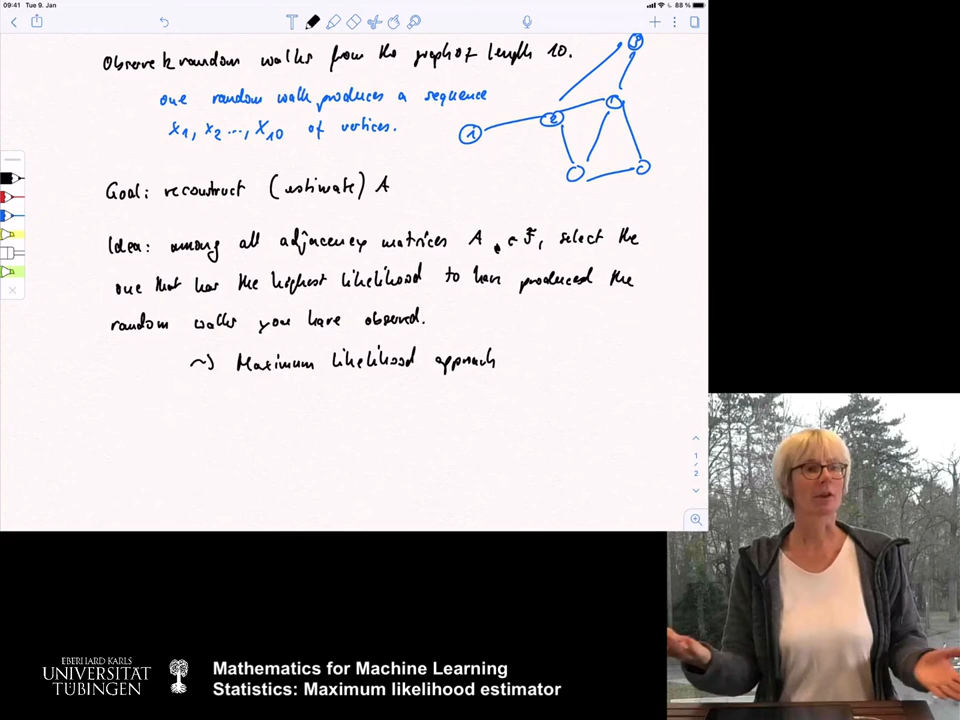 09:41 Tue 9. Jan
88 %
Observe k random walks from the graph of length 10.
one random walk produces a sequence
x1, x2 ..., x10 of vertices.
1
2
Goal: reconstruct (estimate) A
Idea: among all adjacency matrices A ∈ F, select the
one that has the highest likelihood to have produced the
random walks you have observed.
~> Maximum likelihood approach
1
2
EBERHARD KARLS
UNIVERSITÄT
TÜBINGEN
Mathematics for Machine Learning
Statistics: Maximum likelihood estimator